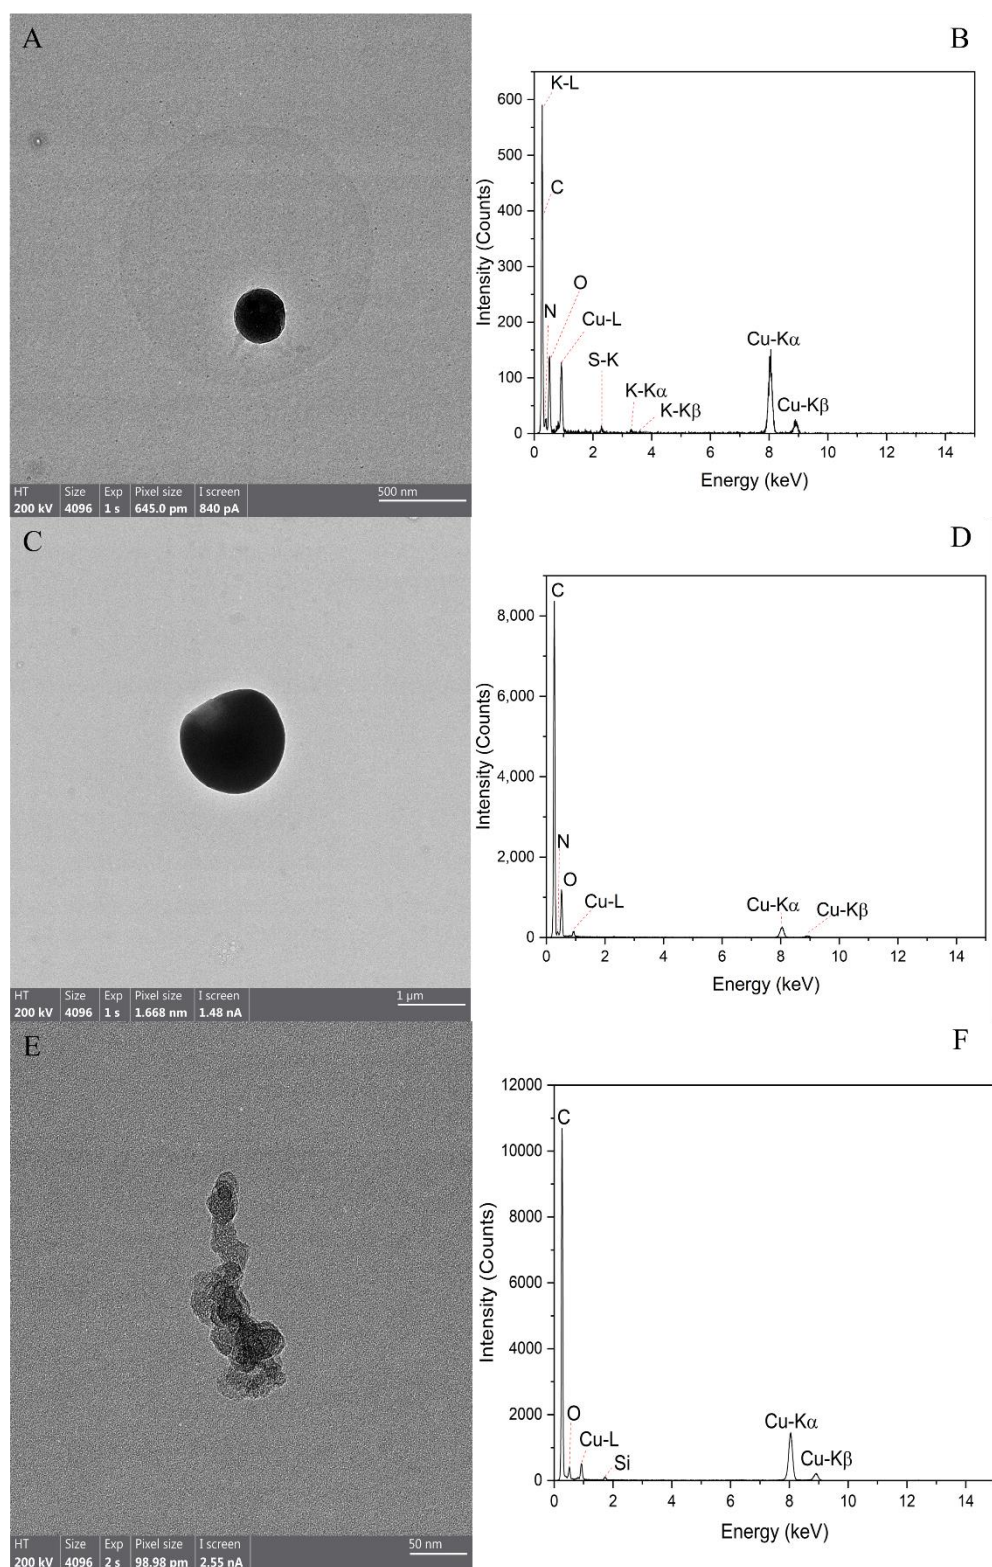 A
HT Size Exp Pixel size I screen 500 nm
200 kV 4096 1 s 645.0 pm 840 pA
B
K-L
C
N
O
Cu-L
S-K
K-Kα
K-Kβ
Cu-Kα
Cu-Kβ
600
500
400
300
200
100
0
0 2 4 6 8 10 12 14
Intensity (Counts)
Energy (keV)
C
HT Size Exp Pixel size I screen 1 μm
200 kV 4096 1 s 1.668 nm 1.48 nA
D
C
N
O
Cu-L
Cu-Kα
Cu-Kβ
8,000
6,000
4,000
2,000
0
0 2 4 6 8 10 12 14
Intensity (Counts)
Energy (keV)
E
HT Size Exp Pixel size I screen 50 nm
200 kV 4096 2 s 98.98 pm 2.55 nA
F
C
O
Cu-L
Si
Cu-Kα
Cu-Kβ
12000
10000
8000
6000
4000
2000
0
0 2 4 6 8 10 12 14
Intensity (Counts)
Energy (keV)